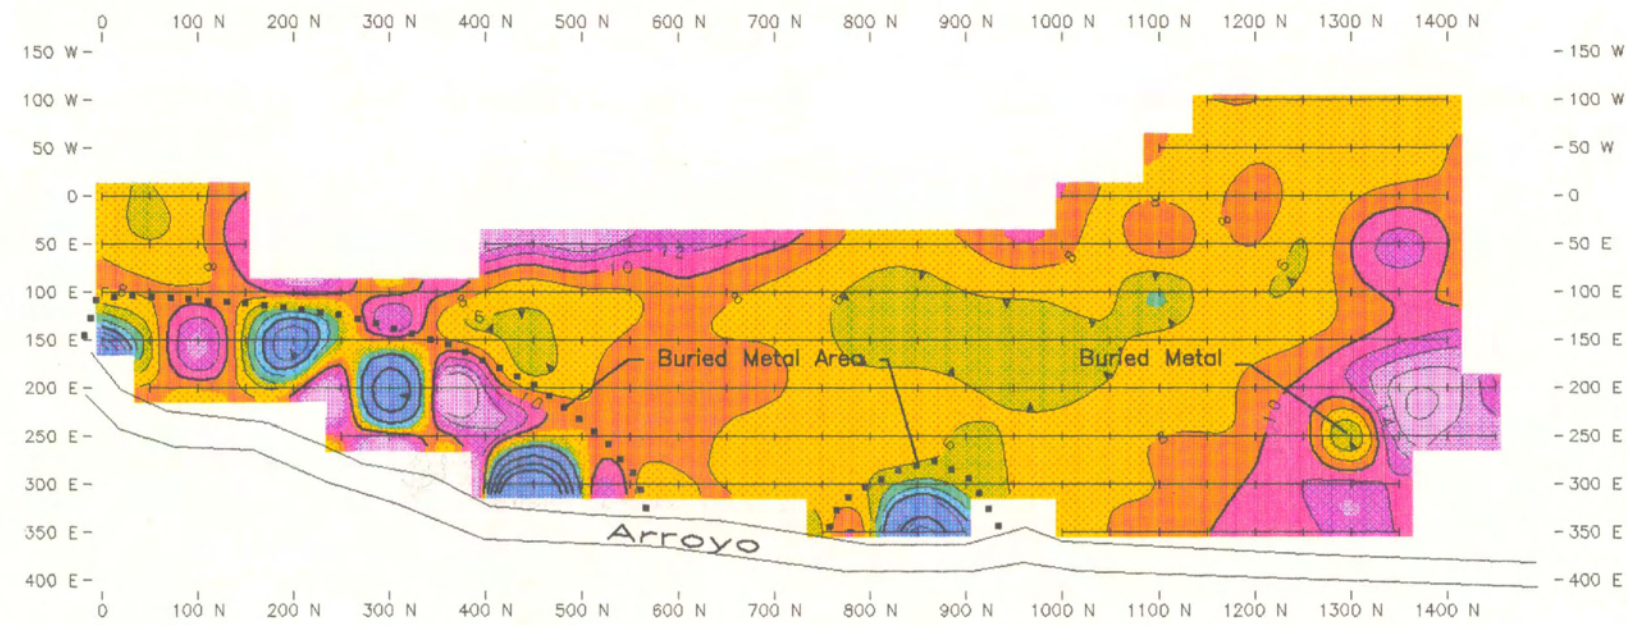 0 100 N 200 N 300 N 400 N 500 N 600 N 700 N 800 N 900 N 1000 N 1100 N 1200 N 1300 N 1400 N
150 W 150 W
100 W 100 W
50 W 50 W
0 0
50 E 50 E
100 E 100 E
150 E 150 E
Buried Metal Area Buried Metal
200 E 200 E
250 E 250 E
300 E 300 E
350 E 350 E
Arroyo
400 E 400 E
0 100 N 200 N 300 N 400 N 500 N 600 N 700 N 800 N 900 N 1000 N 1100 N 1200 N 1300 N 1400 N